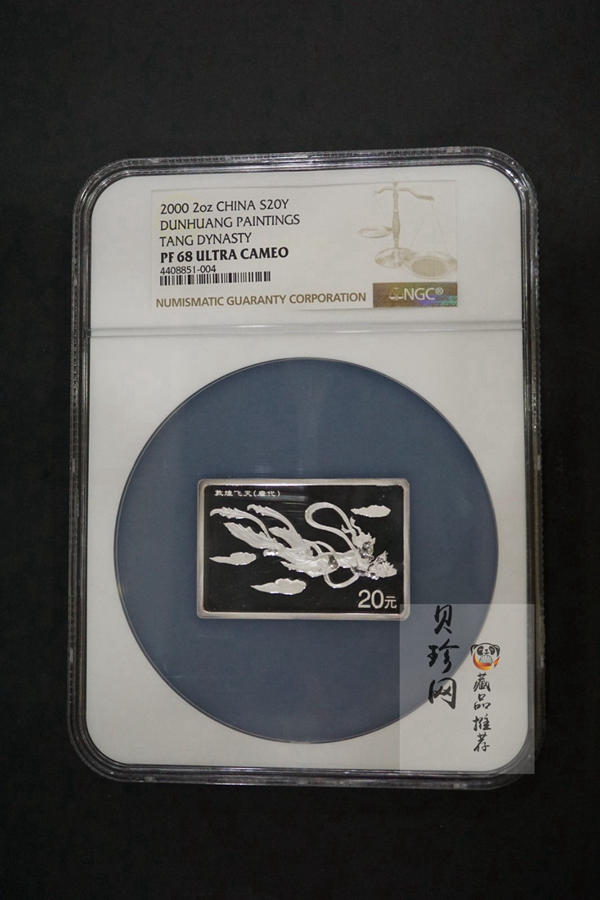 2000 2oz CHINA S20Y
DUNHUANG PAINTINGS
TANG DYNASTY
PF 68 ULTRA CAMEO
4408851-004
NUMISMATIC GUARANTY CORPORATION
NGC®
敦煌飞天(唐代)
20元
贝珍网
藏品推荐